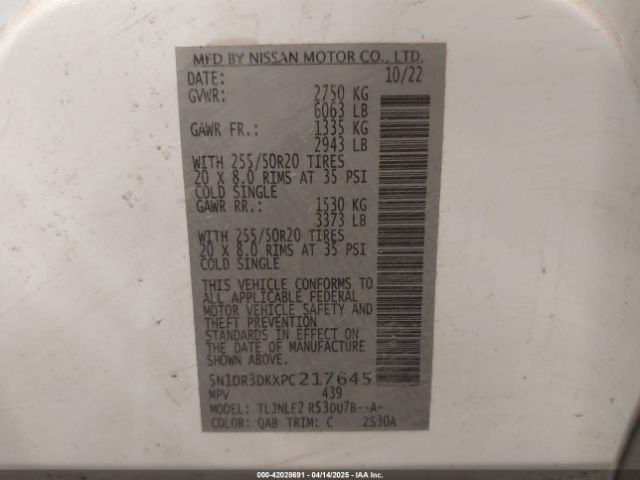 MFD BY NISSAN MOTOR CO., LTD.
DATE: 10/22
GVWR: 2750 KG
6063 LB
GAWR FR.: 1335 KG
2943 LB
WITH 255/50R20 TIRES
20 X 8.0 RIMS AT 35 PSI
COLD SINGLE
GAWR RR.: 1530 KG
3373 LB
WITH 255/50R20 TIRES
20 X 8.0 RIMS AT 35 PSI
COLD SINGLE
THIS VEHICLE CONFORMS TO
ALL APPLICABLE FEDERAL
MOTOR VEHICLE SAFETY AND
THEFT PREVENTION
STANDARDS IN EFFECT ON
THE DATE OF MANUFACTURE
SHOWN ABOVE.
5N1DR3DKXPC217645
MPV 439
MODEL: TLJNLE2 R53DU7B--A-
COLOR: QAB TRIM: C ZS30A
000-42028691 - 04/14/2025 - IAA Inc.